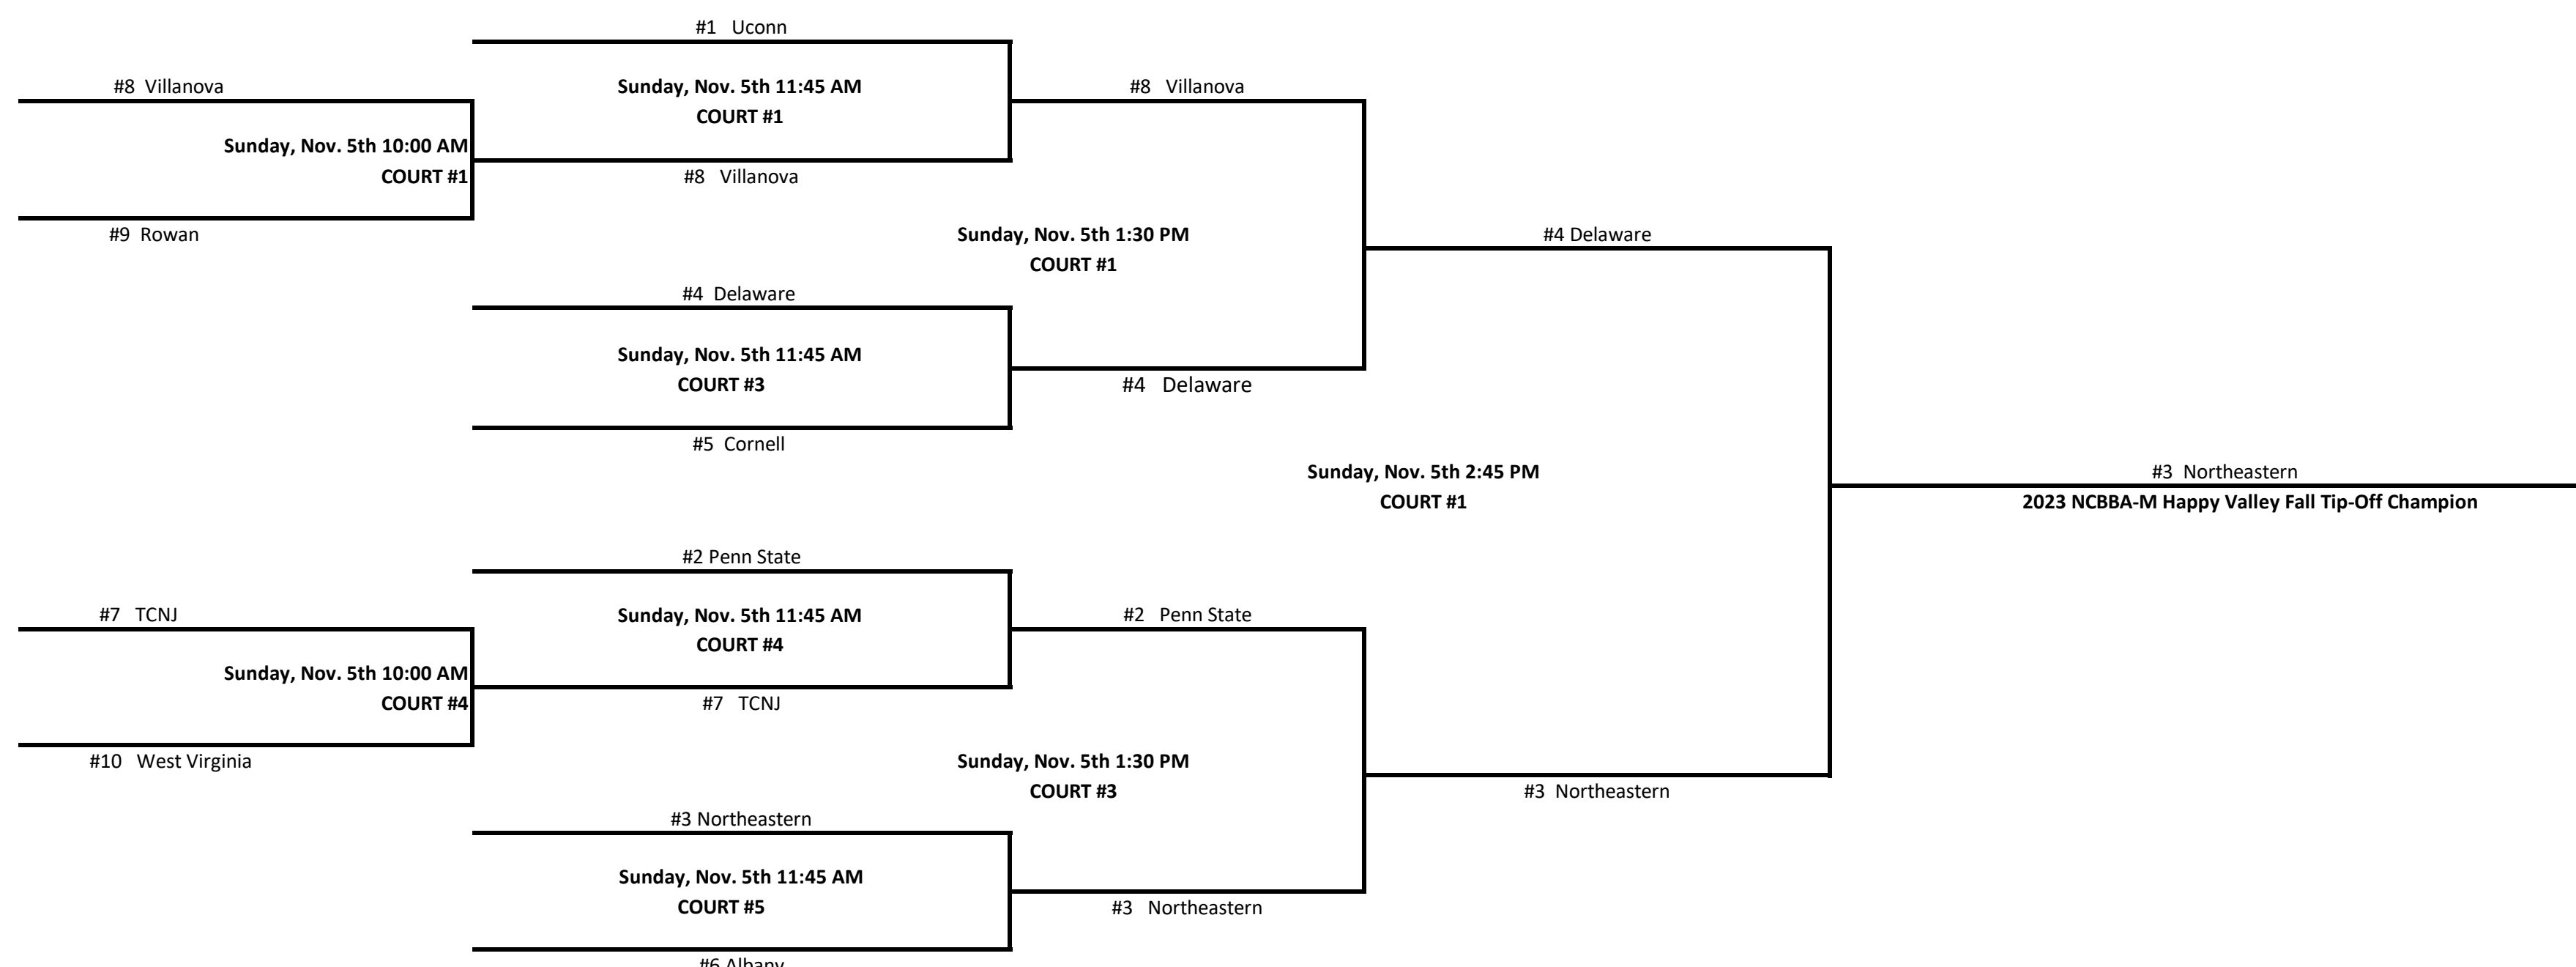 #1 Uconn
#8 Villanova
Sunday, Nov. 5th 11:45 AM
COURT #1
#8 Villanova
Sunday, Nov. 5th 10:00 AM
COURT #1
#8 Villanova
#9 Rowan
Sunday, Nov. 5th 1:30 PM
COURT #1
#4 Delaware
#4 Delaware
Sunday, Nov. 5th 11:45 AM
COURT #3
#4 Delaware
#5 Cornell
Sunday, Nov. 5th 2:45 PM
COURT #1
#3 Northeastern
2023 NCBBA-M Happy Valley Fall Tip-Off Champion
#2 Penn State
#7 TCNJ
Sunday, Nov. 5th 11:45 AM
COURT #4
#2 Penn State
Sunday, Nov. 5th 10:00 AM
COURT #4
#7 TCNJ
#10 West Virginia
Sunday, Nov. 5th 1:30 PM
COURT #3
#3 Northeastern
#3 Northeastern
Sunday, Nov. 5th 11:45 AM
COURT #5
#3 Northeastern
#6 Albany